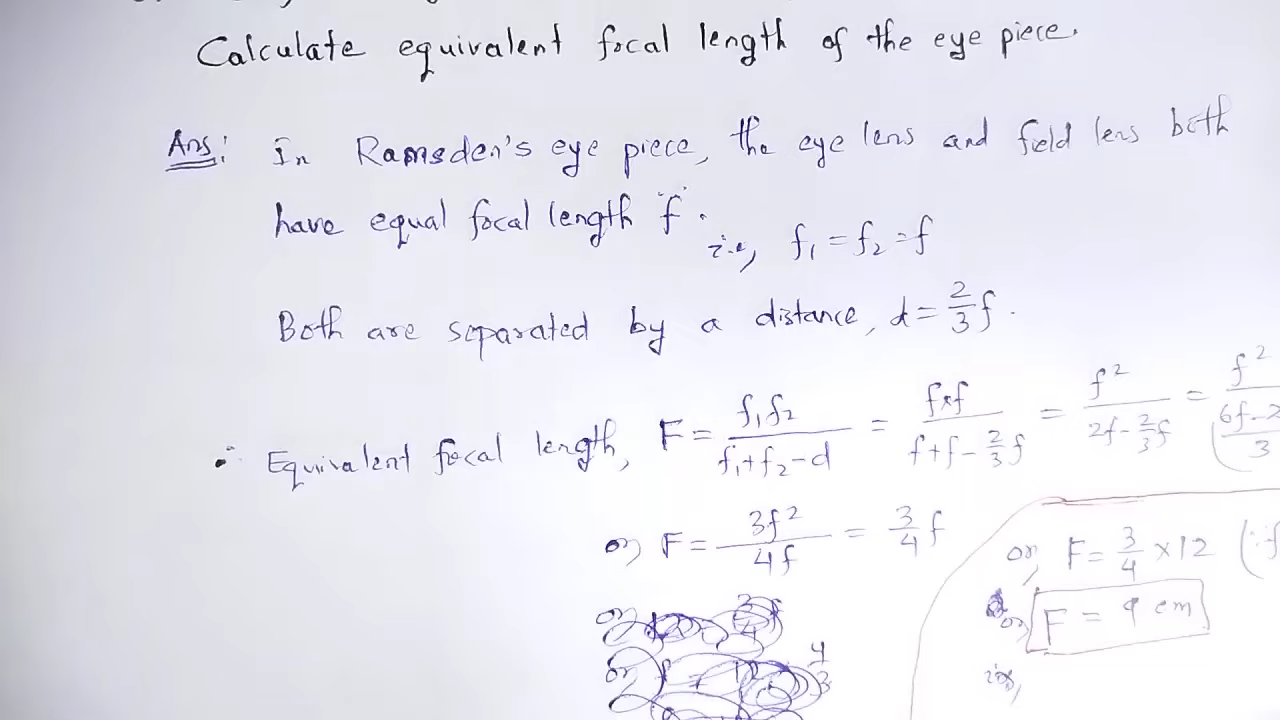 Calculate equivalent focal length of the eye piece.
Ans: In Ramsden's eye piece, the eye lens and field lens both
have equal focal length "f".
i.e, f₁ = f₂ = f
Both are separated by a distance, d = 2/3 f.
∴ Equivalent focal length, F = f₁f₂/(f₁+f₂-d) = f×f/(f+f-2/3 f) = f²/(2f-2/3 f) = f²/(6f-2
3
or, F = 3f²/4f = 3/4 f
or, F = 3/4 × 12 (∵f
or, F = 9 cm